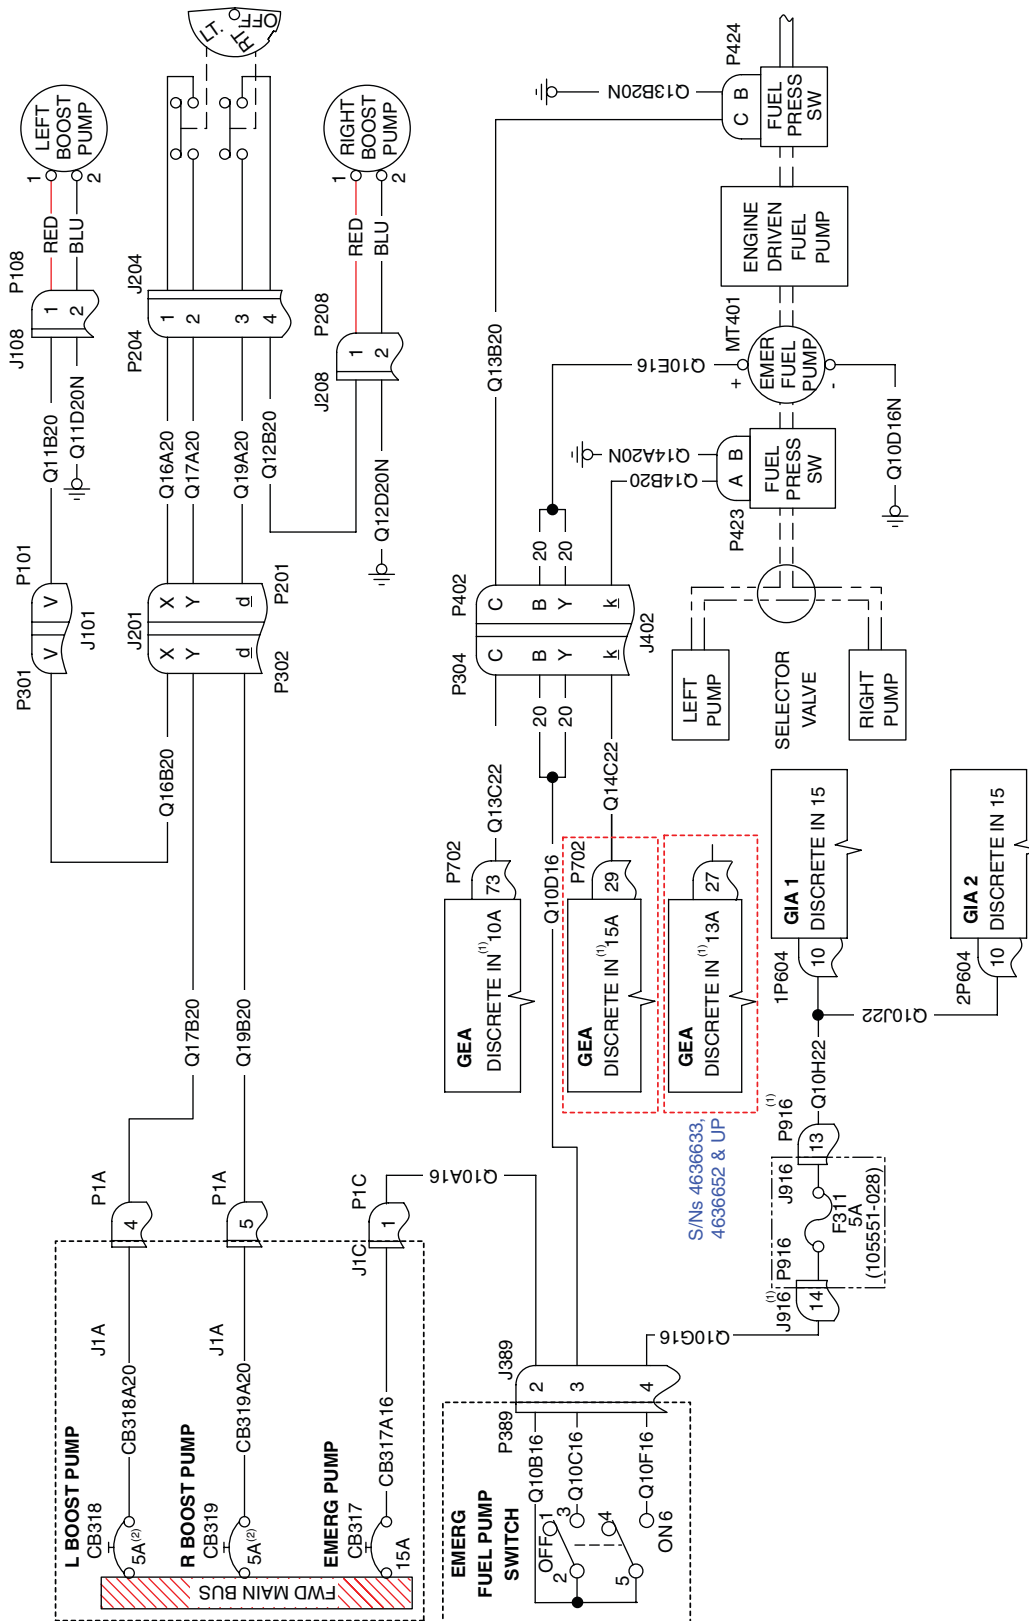 L BOOST PUMP
CB318
5A(2)
CB318A20
J1A
P1A
4
Q17B20
R BOOST PUMP
CB319
5A(2)
CB319A20
J1A
P1A
5
Q19B20
EMERG PUMP
CB317
15A
CB317A16
J1C
P1C
1
Q10A16
FWD MAIN BUS
P301
P101
V
V
J101
Q11B20
Q11D20N
J108
P108
1
2
RED
BLU
1
2
LEFT
BOOST
PUMP
Q16B20
J201
X
Y
d
X
Y
d
P302
P201
Q16A20
Q17A20
Q19A20
Q12B20
P204
J204
1
2
3
4
LT.
RT
OFF
J208
P208
1
2
RED
BLU
1
2
RIGHT
BOOST
PUMP
Q12D20N
EMERG
FUEL PUMP
SWITCH
OFF
1
2
3
4
5
ON 6
Q10B16
Q10C16
Q10F16
P389
J389
2
3
4
Q10G16
Q10D16
GEA
DISCRETE IN(1) 10A
P702
73
Q13C22
GEA
DISCRETE IN(1) 15A
P702
29
Q14C22
GEA
DISCRETE IN(1) 13A
27
S/Ns 4636633,
4636652 & UP
P304
P402
C
B
Y
k
C
B
Y
k
J402
20
20
20
20
Q13B20
Q10E16
Q14B20
Q14A20N
Q13B20N
P423
A
B
FUEL
PRESS
SW
MT401
+
EMER
FUEL
PUMP
-
Q10D16N
ENGINE
DRIVEN
FUEL
PUMP
P424
C
B
FUEL
PRESS
SW
LEFT
PUMP
SELECTOR
VALVE
RIGHT
PUMP
J916(1)
P916
14
F311
5A
(105551-028)
J916
P916(1)
13
Q10H22
Q10J22
1P604
10
GIA 1
DISCRETE IN 15
2P604
10
GIA 2
DISCRETE IN 15